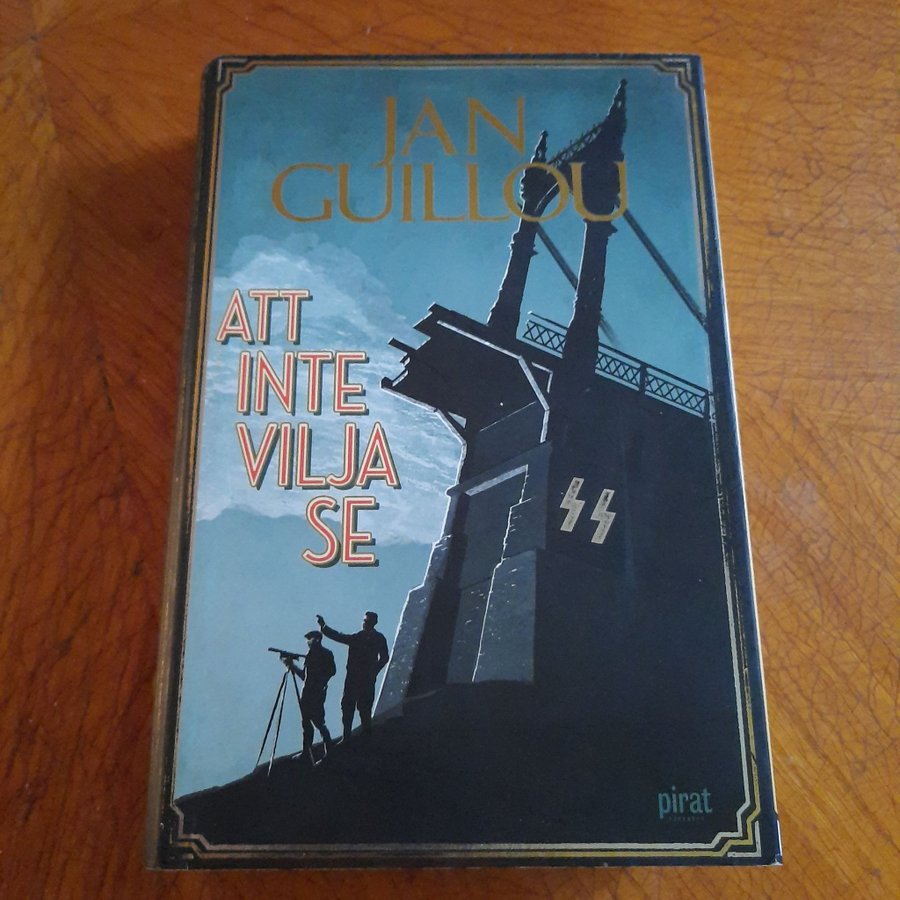 JAN
GUILLOU
ATT
INTE
VILJA
SE
pirat